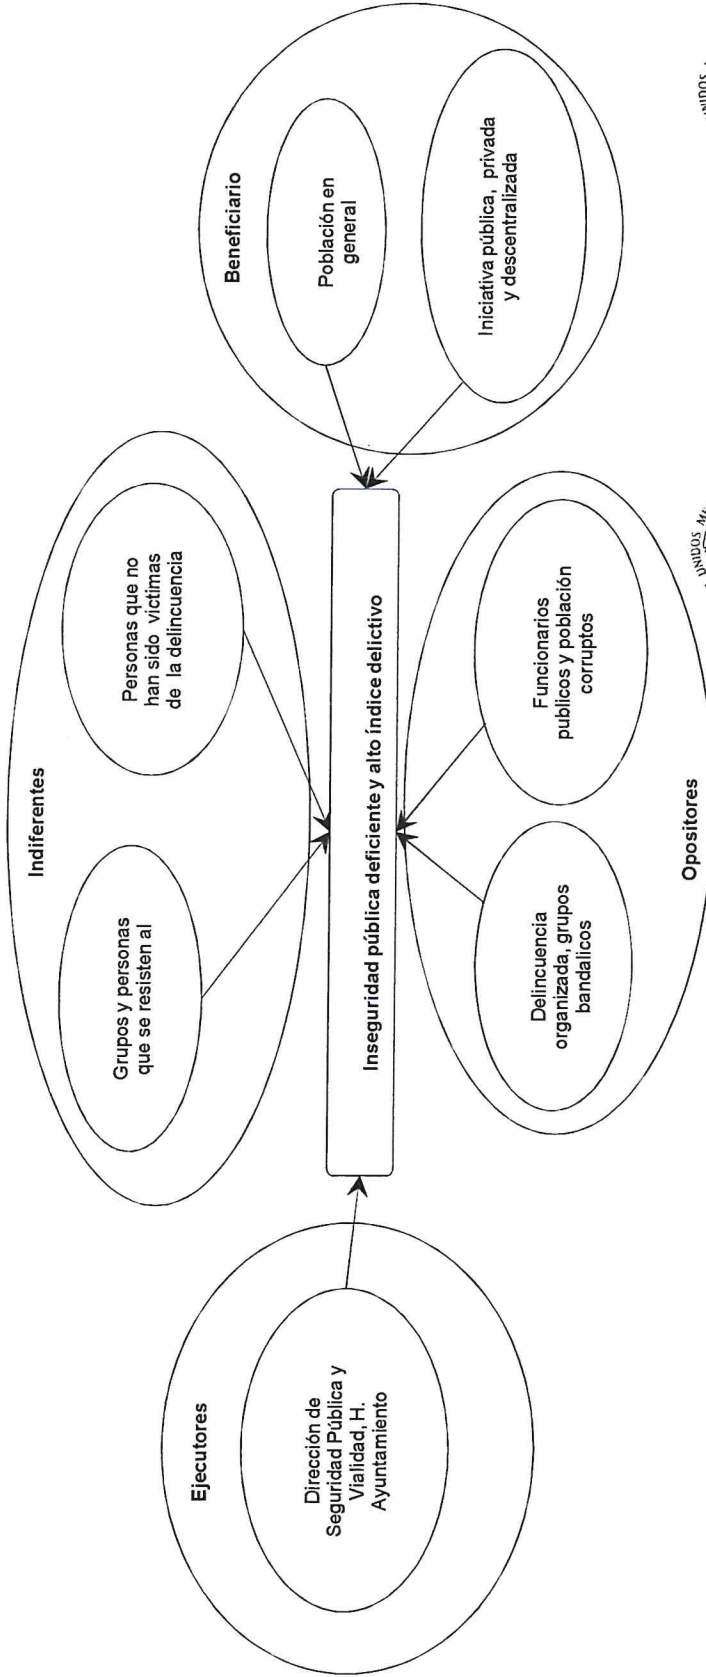 Indiferentes
Grupos y personas
que se resisten al
Personas que no
han sido victimas
de la delincuencia
Beneficiario
Población en
general
Iniciativa pública, privada
y descentralizada
Ejecutores
Dirección de
Seguridad Pública y
Vialidad, H.
Ayuntamiento
Inseguridad pública deficiente y alto índice delictivo
Delincuencia
organizada, grupos
bandalicos
Funcionarios
publicos y población
corruptos
Opositores
UNIDOS
UNIDOS